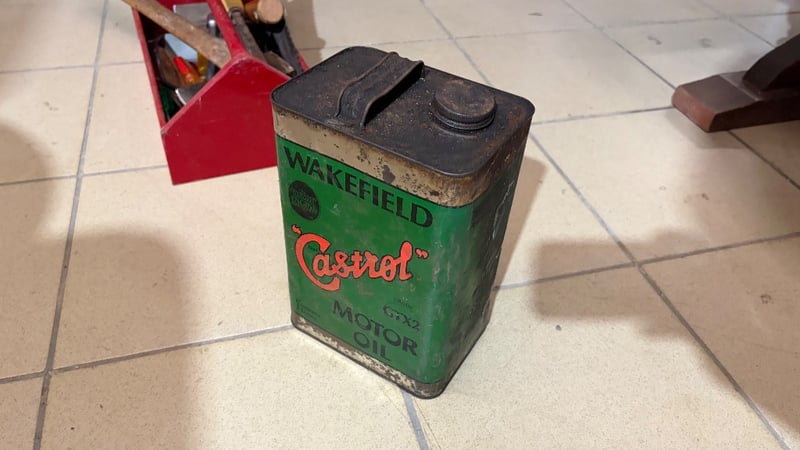 WAKEFIELD
"Castrol"
GTX2
MOTOR
OIL